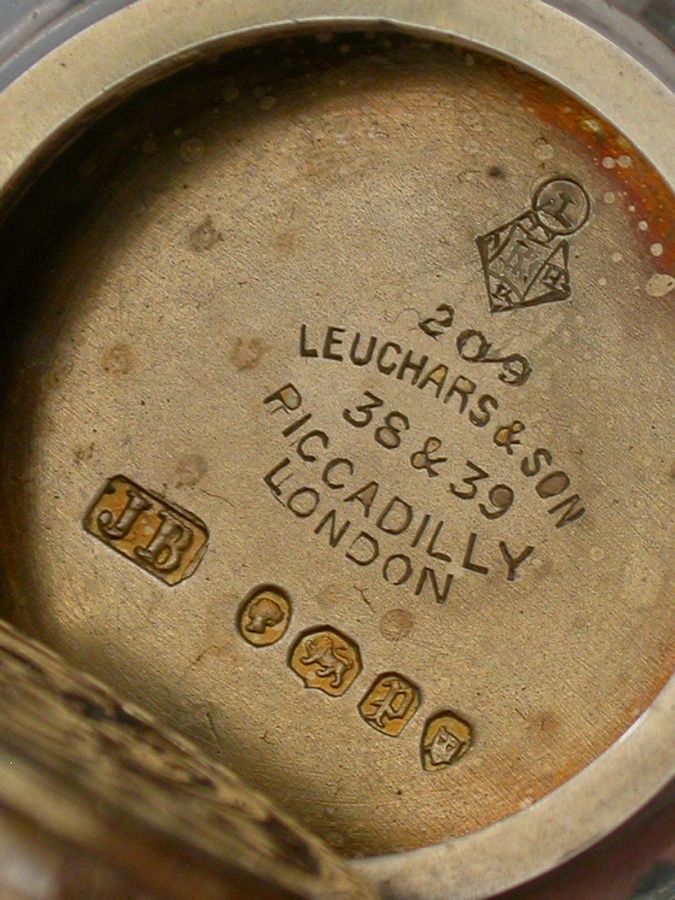 209
LEUCHARS & SON
38 & 39
PICCADILLY
LONDON
JB
P